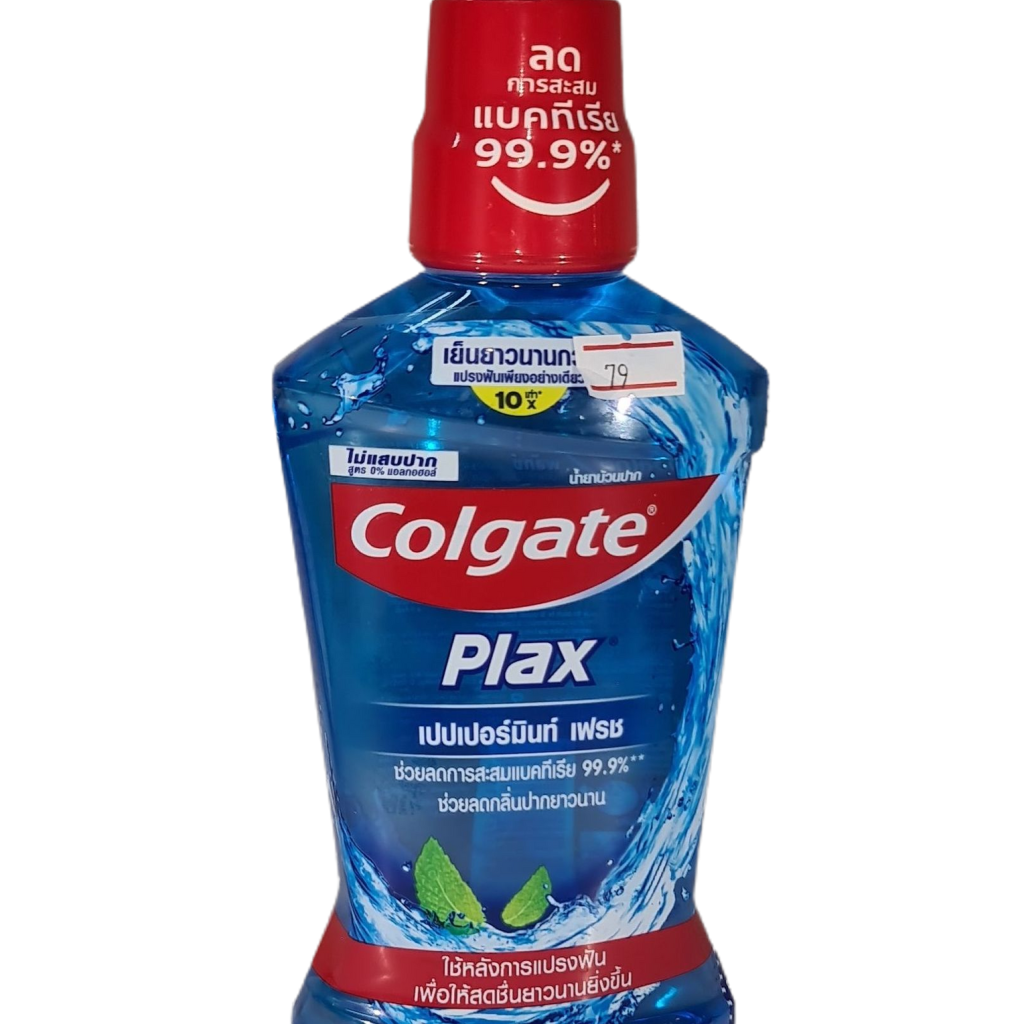 ลด
การสะสม
แบคทีเรีย
99.9%*
เย็นยาวนาน
79
แปรงฟันเพียงอย่างเดียว
10 เท่า* X
ไม่แสบปาก
สูตร 0% แอลกอฮอล์
น้ำยาบ้วนปาก
Colgate®
Plax®
เปปเปอร์มินท์ เฟรช
ช่วยลดการสะสมแบคทีเรีย 99.9%**
ช่วยลดกลิ่นปากยาวนาน
ใช้หลังการแปรงฟัน
เพื่อให้สดชื่นยาวนานยิ่งขึ้น